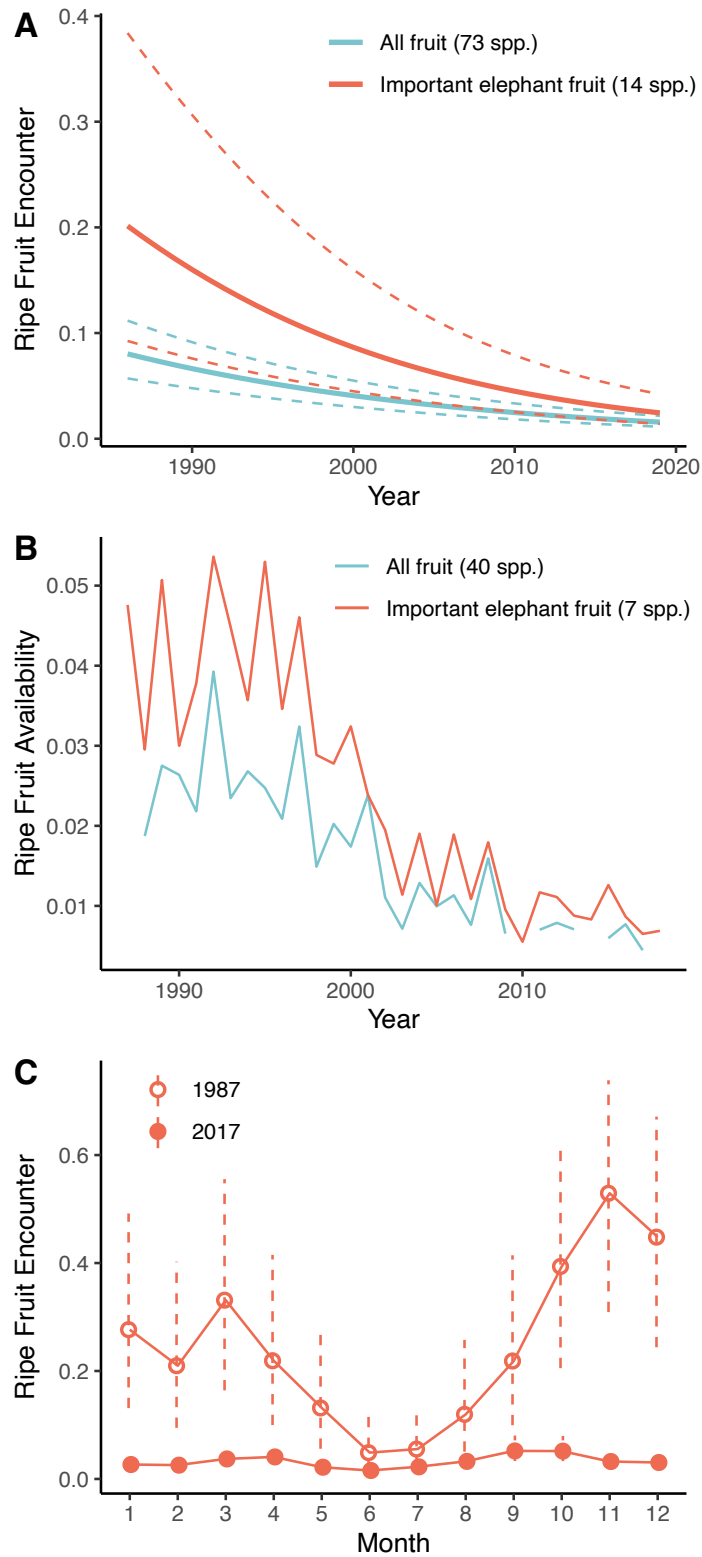 A
Ripe Fruit Encounter
0.4
0.3
0.2
0.1
0.0
All fruit (73 spp.)
Important elephant fruit (14 spp.)
1990 2000 2010 2020
Year
B
Ripe Fruit Availability
0.05
0.04
0.03
0.02
0.01
All fruit (40 spp.)
Important elephant fruit (7 spp.)
1990 2000 2010
Year
C
Ripe Fruit Encounter
0.6
0.4
0.2
0.0
1987
2017
1 2 3 4 5 6 7 8 9 10 11 12
Month